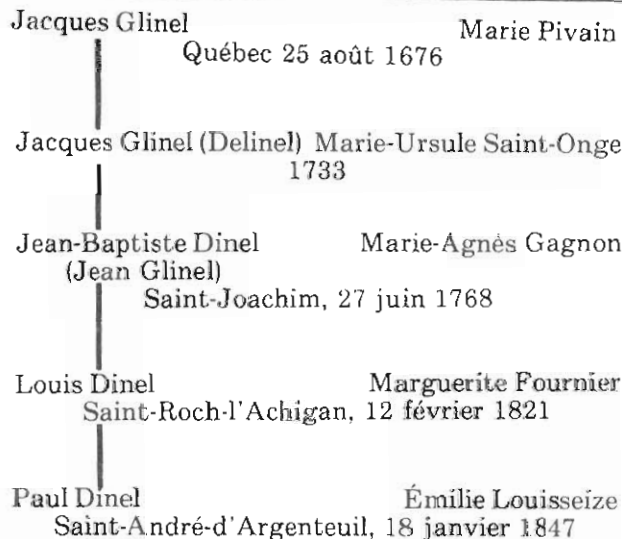 Jacques Glinel Marie Pivain
Québec 25 août 1676
Jacques Glinel (Delinel) Marie-Ursule Saint-Onge
1733
Jean-Baptiste Dinel Marie-Agnès Gagnon
(Jean Glinel)
Saint-Joachim, 27 juin 1768
Louis Dinel Marguerite Fournier
Saint-Roch-l'Achigan, 12 février 1821
Paul Dinel Émilie Louisseize
Saint-André-d'Argenteuil, 18 janvier 1847